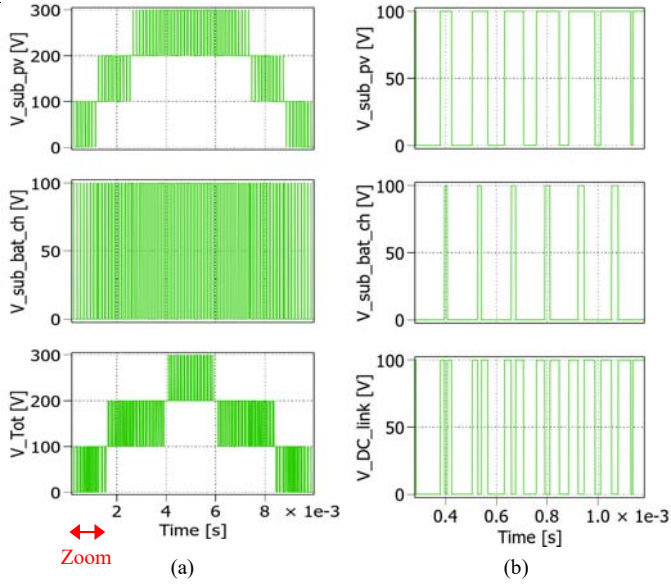 V_sub_pv [V]
300
200
100
0
V_sub_bat_ch [V]
100
50
0
V_Tot [V]
300
200
100
0
2 4 6 8 × 1e-3
Time [s]
Zoom
(a)
V_sub_pv [V]
100
50
0
V_sub_bat_ch [V]
100
50
0
V_DC_link [V]
100
50
0
0.4 0.6 0.8 1.0 × 1e-3
Time [s]
(b)